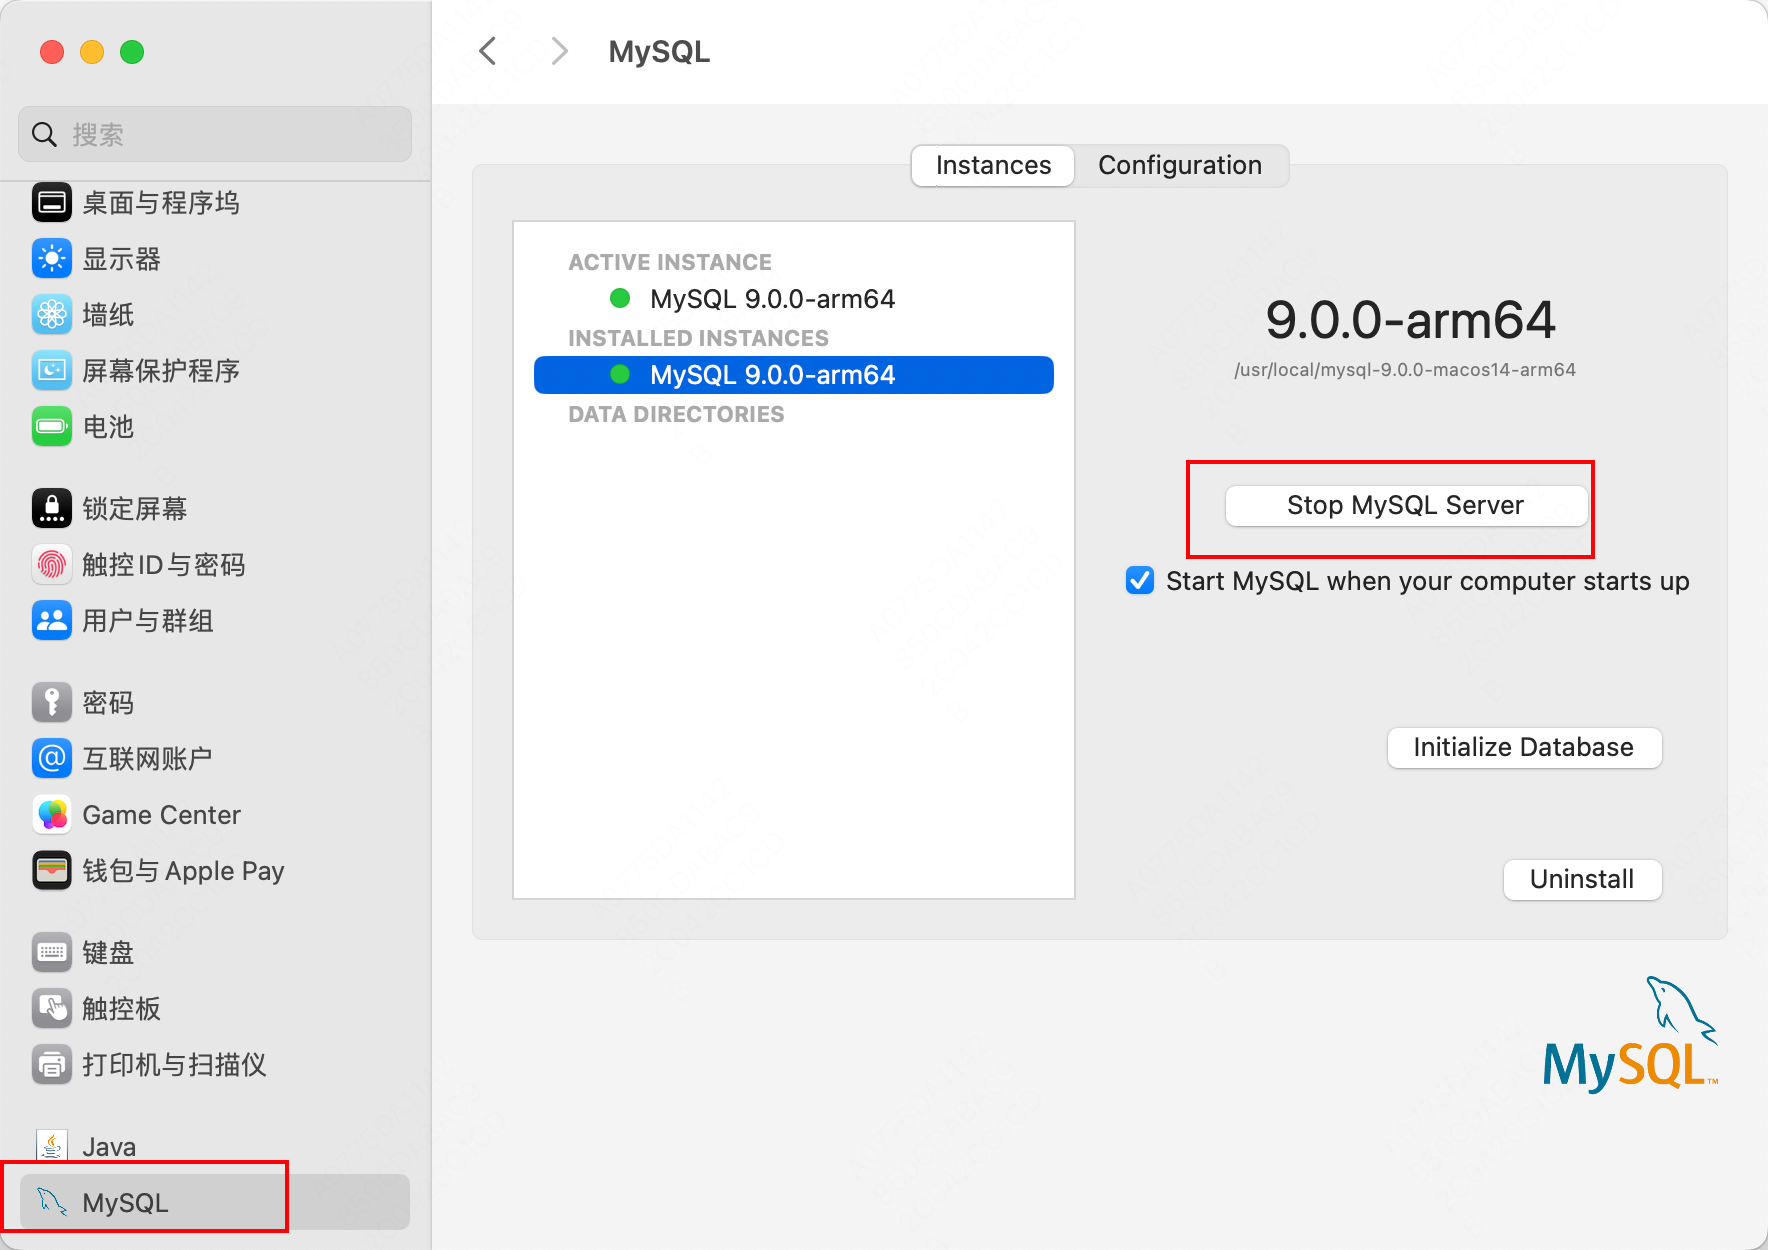 MySQL
搜索
桌面与程序坞
显示器
墙纸
屏幕保护程序
电池
锁定屏幕
触控ID与密码
用户与群组
密码
互联网账户
Game Center
钱包与Apple Pay
键盘
触控板
打印机与扫描仪
Java
MySQL
Instances
Configuration
ACTIVE INSTANCE
MySQL 9.0.0-arm64
INSTALLED INSTANCES
MySQL 9.0.0-arm64
DATA DIRECTORIES
9.0.0-arm64
/usr/local/mysql-9.0.0-macos14-arm64
Stop MySQL Server
Start MySQL when your computer starts up
Initialize Database
Uninstall
MySQL™